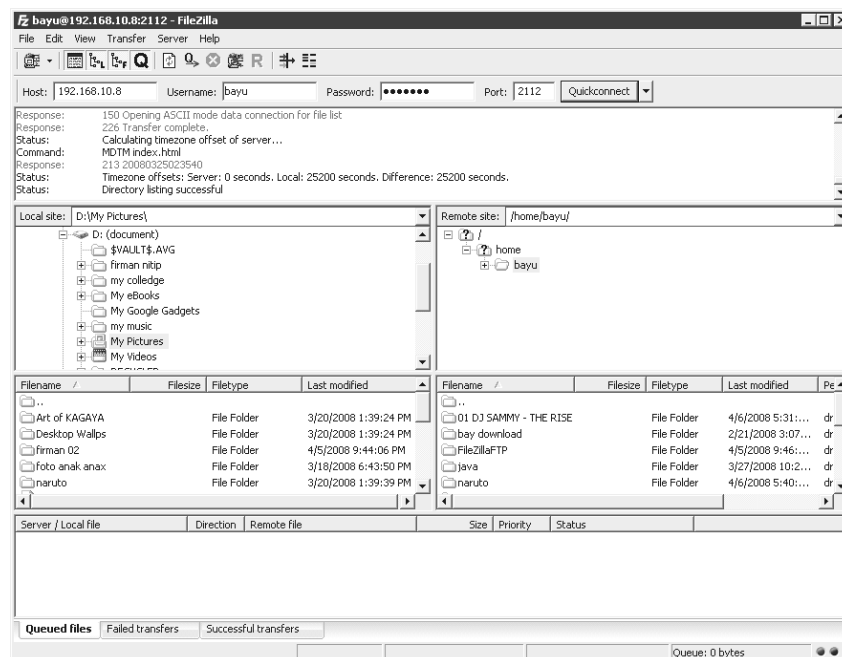 bayu@192.168.10.8:2112 - FileZilla
File Edit View Transfer Server Help
Host: 192.168.10.8 Username: bayu Password: ●●●●●●● Port: 2112 Quickconnect
Response: 150 Opening ASCII mode data connection for file list
Response: 226 Transfer complete.
Status: Calculating timezone offset of server...
Command: MDTM index.html
Response: 213 20080325023540
Status: Timezone offsets: Server: 0 seconds. Local: 25200 seconds. Difference: 25200 seconds.
Status: Directory listing successful
Local site: D:\My Pictures\
D: (document)
$VAULT$.AVG
firman nitip
my colledge
My eBooks
My Google Gadgets
my music
My Pictures
My Videos
Remote site: /home/bayu/
/
home
bayu
Filename Filesize Filetype Last modified
..
Art of KAGAYA File Folder 3/20/2008 1:39:24 PM
Desktop Wallps File Folder 3/20/2008 1:39:24 PM
firman 02 File Folder 4/5/2008 9:44:06 PM
foto anak anax File Folder 3/18/2008 6:43:50 PM
naruto File Folder 3/20/2008 1:39:39 PM
Filename Filesize Filetype Last modified Pe
..
01 DJ SAMMY - THE RISE File Folder 4/6/2008 5:31:... dr
bay download File Folder 2/21/2008 3:07... dr
FileZillaFTP File Folder 4/5/2008 9:46:... dr
java File Folder 3/27/2008 10:2... dr
naruto File Folder 4/6/2008 5:40:... dr
Server / Local file Direction Remote file Size Priority Status
Queued files Failed transfers Successful transfers
Queue: 0 bytes